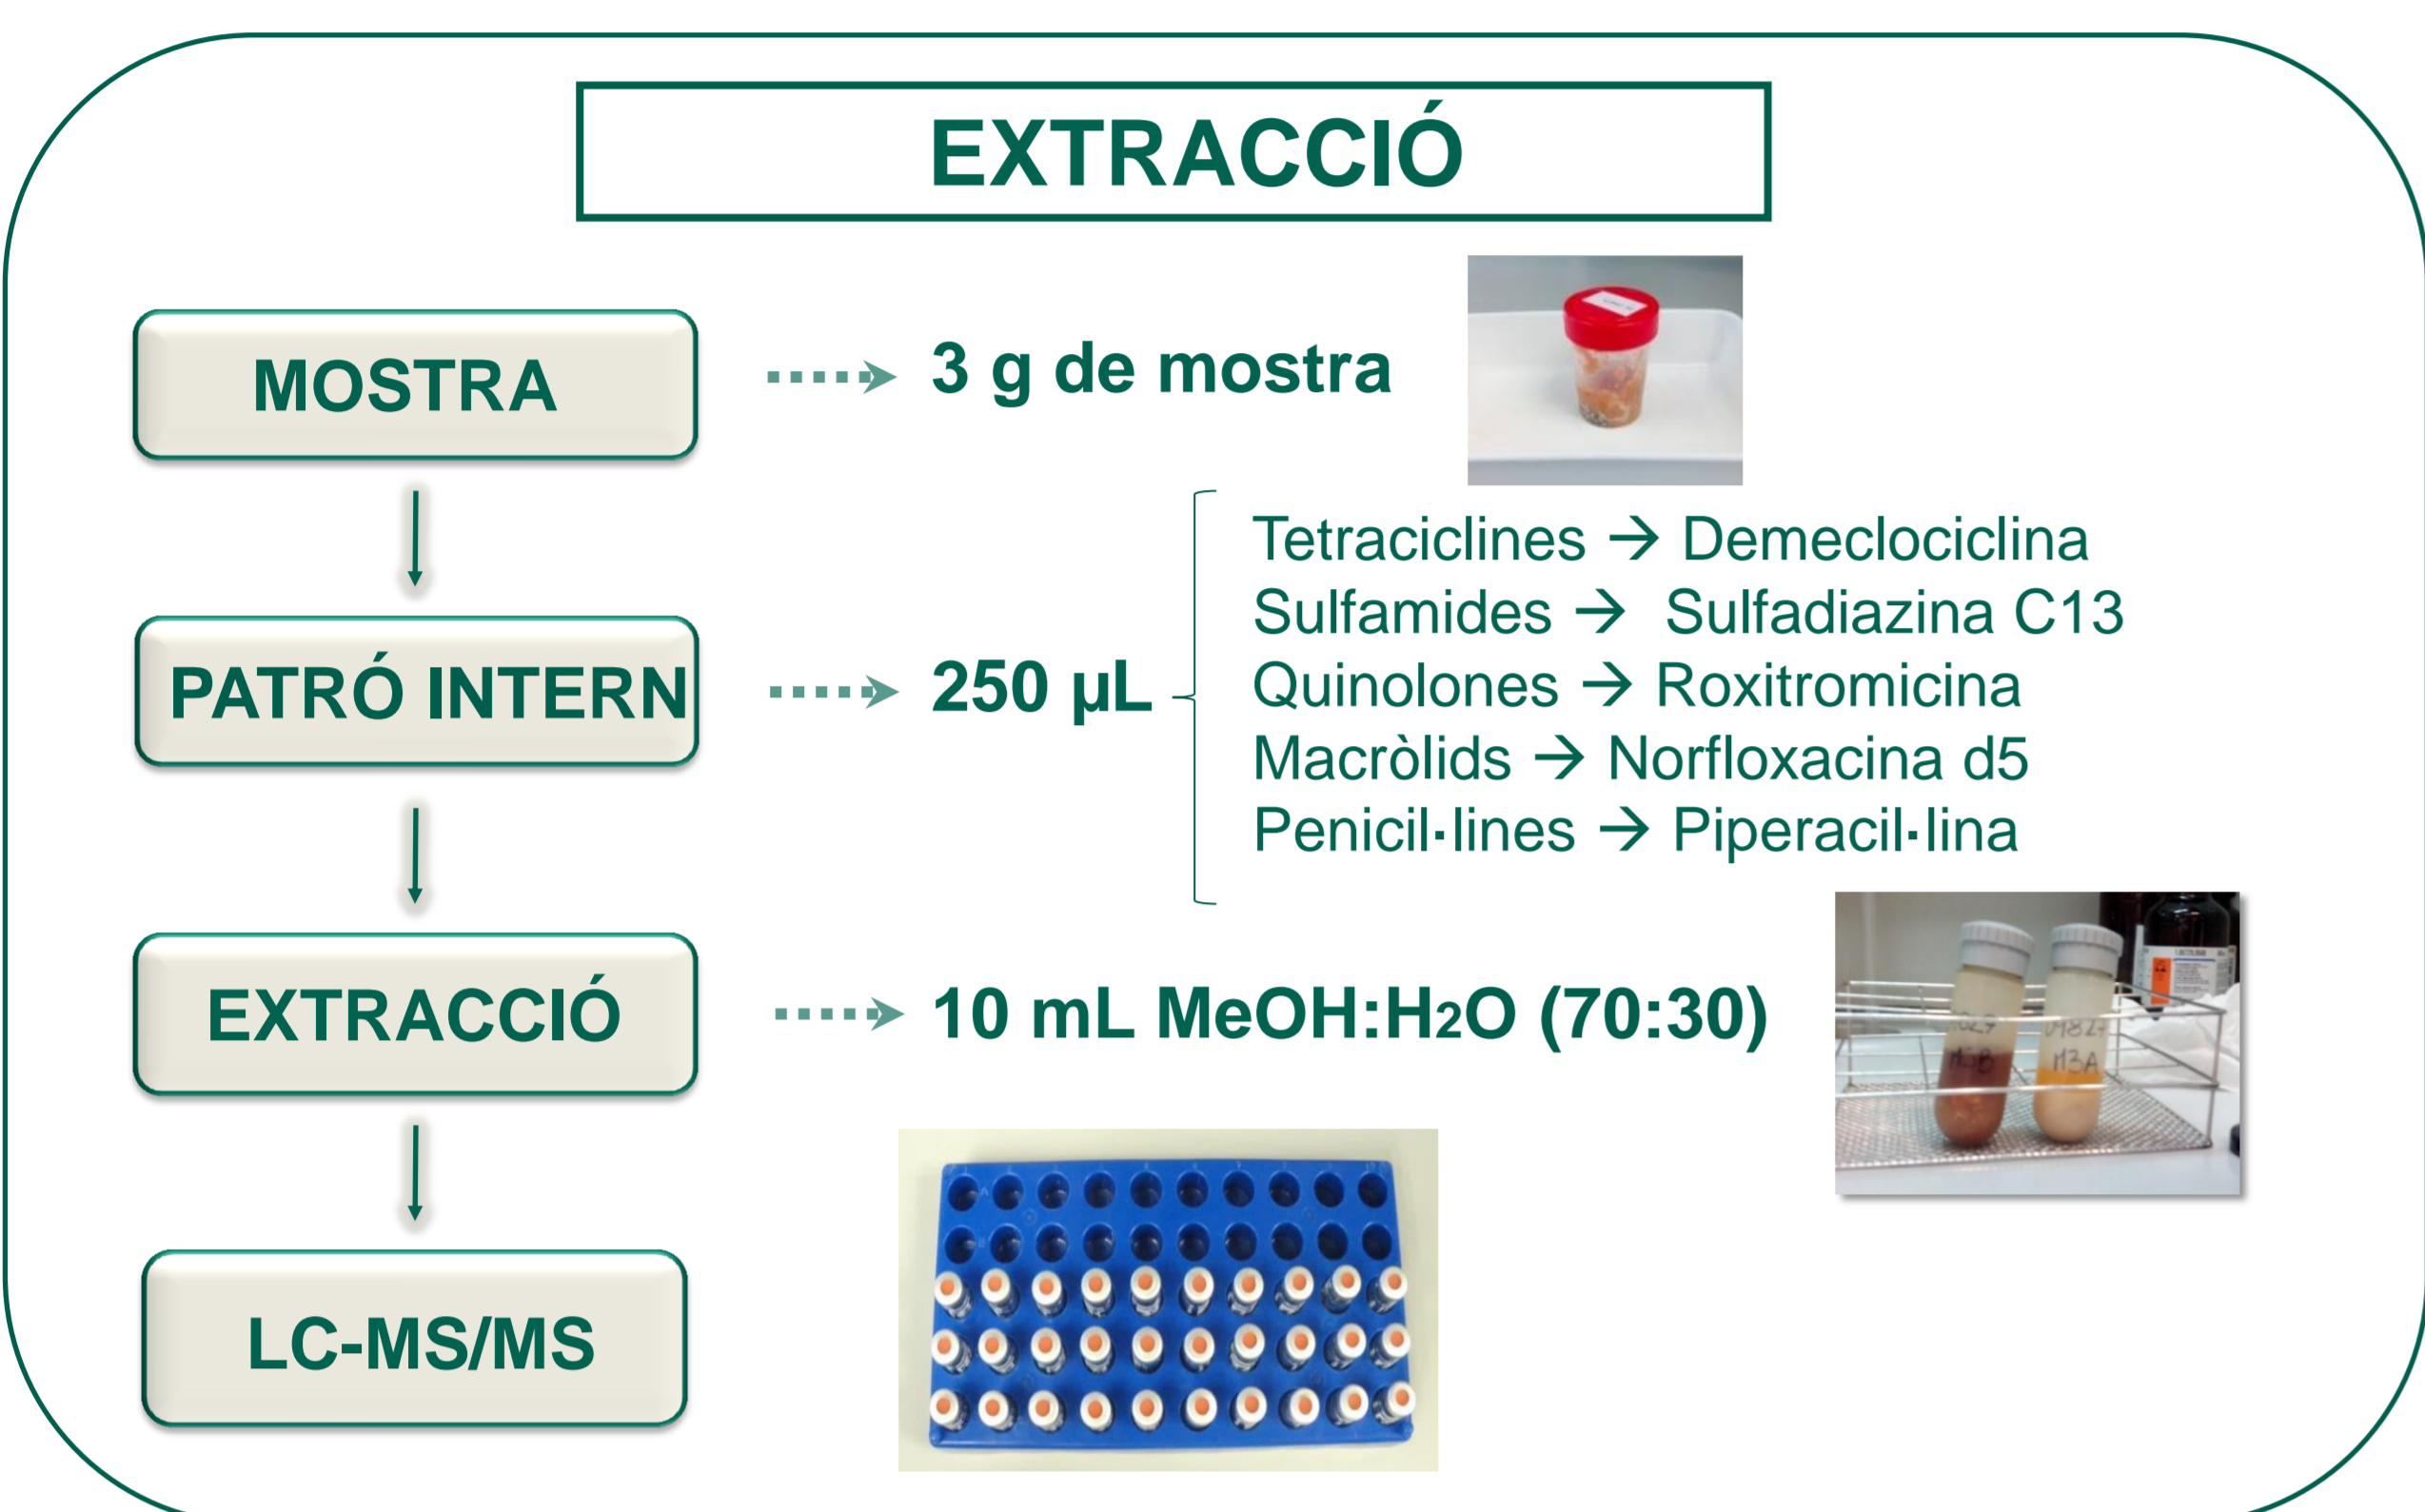 EXTRACCIÓ
MOSTRA
3 g de mostra
PATRÓ INTERN
250 µL
Tetraciclines → Demeclociclina
Sulfamides → Sulfadiazina C13
Quinolones → Roxitromicina
Macròlids → Norfloxacina d5
Penicil·lines → Piperacil·lina
EXTRACCIÓ
10 mL MeOH:H2O (70:30)
M3A
LC-MS/MS